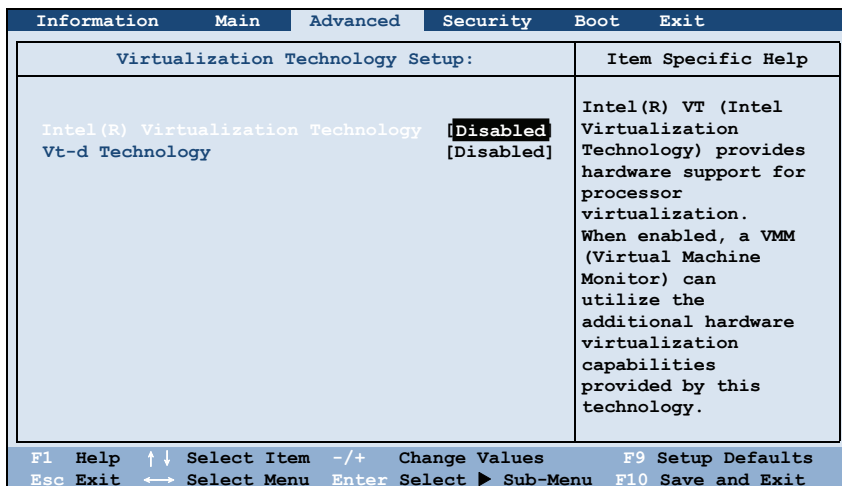 Information Main Advanced Security Boot Exit
Virtualization Technology Setup:
Intel(R) Virtualization Technology [Disabled]
Vt-d Technology [Disabled]
Item Specific Help
Intel(R) VT (Intel
Virtualization
Technology) provides
hardware support for
processor
virtualization.
When enabled, a VMM
(Virtual Machine
Monitor) can
utilize the
additional hardware
virtualization
capabilities
provided by this
technology.
F1 Help ↑↓ Select Item -/+ Change Values F9 Setup Defaults
Esc Exit ←→ Select Menu Enter Select ▶ Sub-Menu F10 Save and Exit